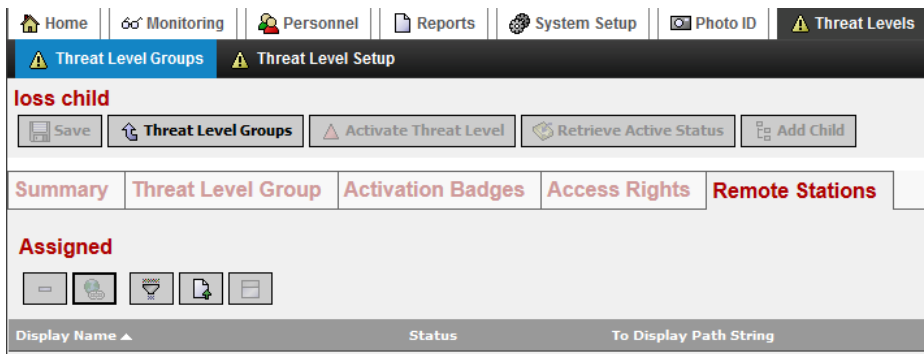 Home Monitoring Personnel Reports System Setup Photo ID Threat Levels
Threat Level Groups Threat Level Setup
loss child
Save Threat Level Groups Activate Threat Level Retrieve Active Status Add Child
Summary Threat Level Group Activation Badges Access Rights Remote Stations
Assigned
Display Name Status To Display Path String